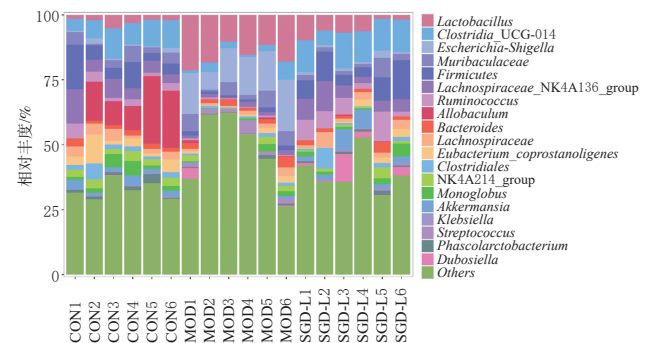 相对丰度/%
100
75
50
25
0
CON1
CON2
CON3
CON4
CON5
CON6
MOD1
MOD2
MOD3
MOD4
MOD5
MOD6
SGD-L1
SGD-L2
SGD-L3
SGD-L4
SGD-L5
SGD-L6
Lactobacillus
Clostridia_UCG-014
Escherichia-Shigella
Muribaculaceae
Firmicutes
Lachnospiraceae_NK4A136_group
Ruminococcus
Allobaculum
Bacteroides
Lachnospiraceae
Eubacterium_coprostanoligenes
Clostridiales
NK4A214_group
Monoglobus
Akkermansia
Klebsiella
Streptococcus
Phascolarctobacterium
Dubosiella
Others